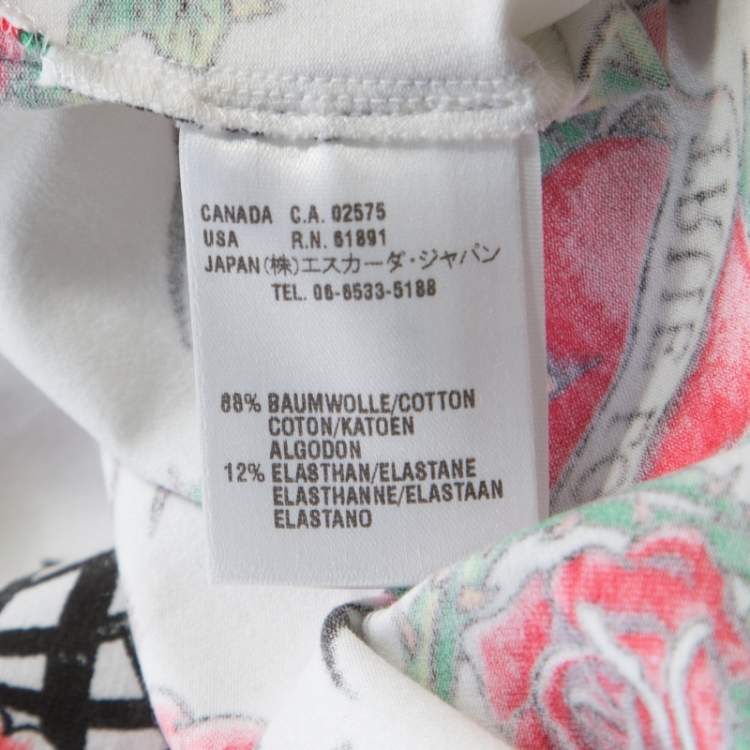 CANADA C.A. 02575
USA R.N. 61891
JAPAN(株)エスカーダ・ジャパン
TEL. 06-6533-5188
88% BAUMWOLLE/COTTON
COTON/KATOEN
ALGODON
12% ELASTHAN/ELASTANE
ELASTHANNE/ELASTAAN
ELASTANO